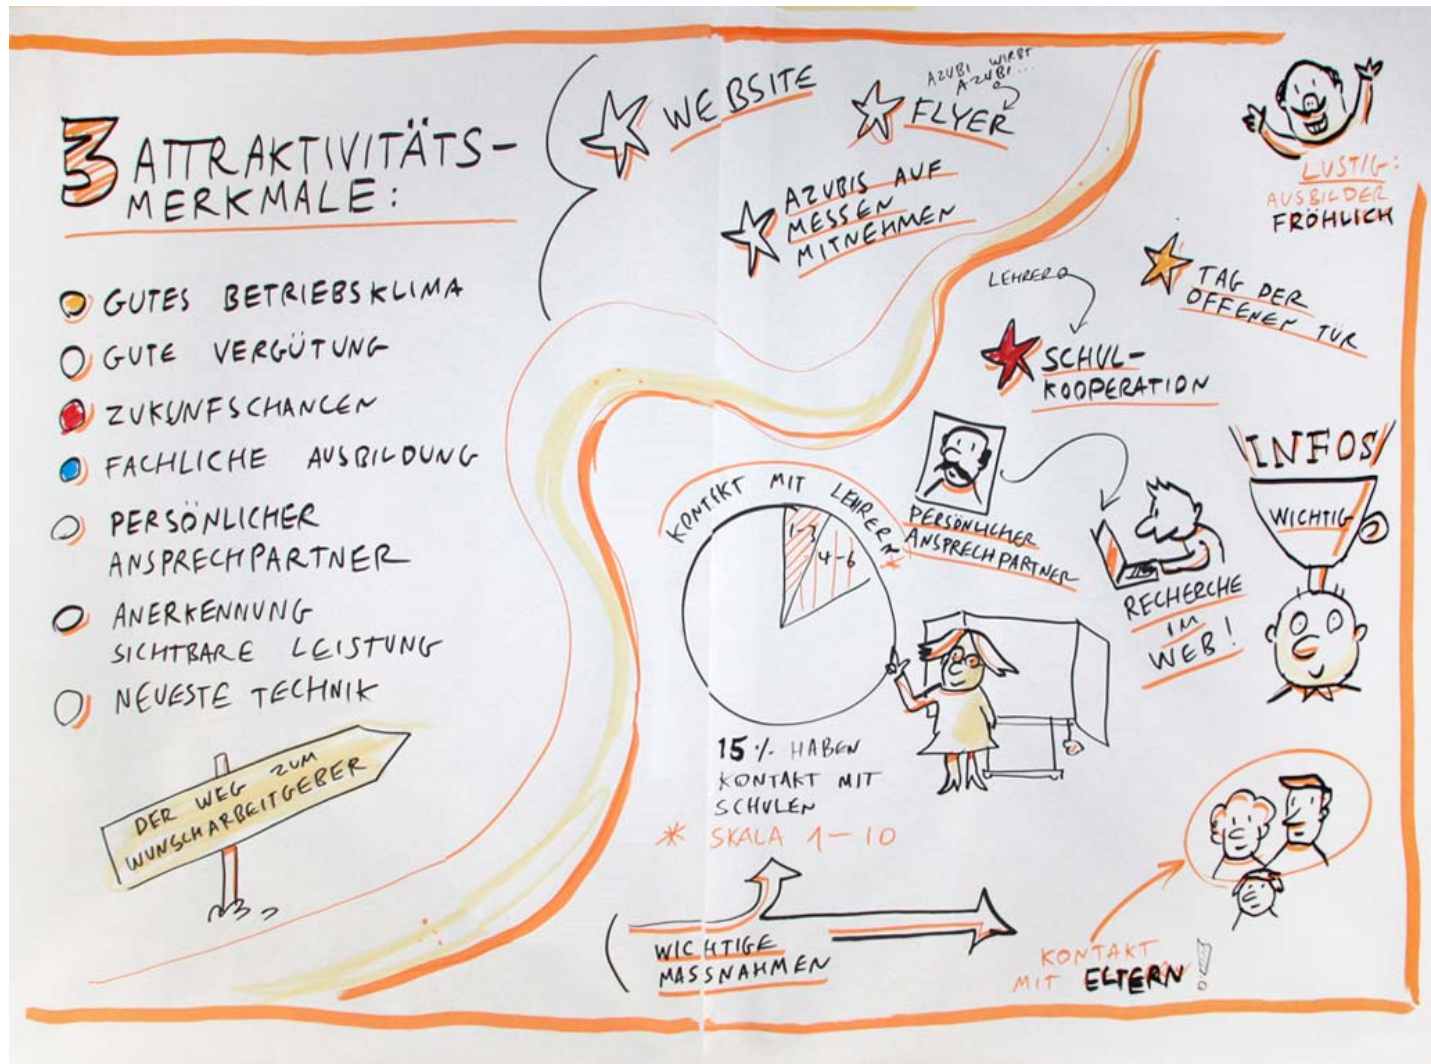 3 ATTRAKTIVITÄTS-
MERKMALE:
GUTES BETRIEBSKLIMA
GUTE VERGÜTUNG
ZUKUNFSCHANCEN
FACHLICHE AUSBILDUNG
PERSÖNLICHER
ANSPRECHPARTNER
ANERKENNUNG
SICHTBARE LEISTUNG
NEUESTE TECHNIK
DER WEG ZUM
WUNSCHARBEITGEBER
WEBSITE
AZUBI WIRBT
AZUBI...
FLYER
AZUBIS AUF
MESSEN
MITNEHMEN
LUSTIG:
AUSBILDER
FRÖHLICH
TAG DER
OFFENEN TÜR
LEHRER
SCHUL-
KOOPERATION
PERSÖNLICHER
ANSPRECHPARTNER
RECHERCHE
IM
WEB!
INFOS
WICHTIG
KONTAKT MIT LEHRERN*
1-3
4-6
15% HABEN
KONTAKT MIT
SCHULEN
* SKALA 1-10
WICHTIGE
MASSNAHMEN
KONTAKT
MIT ELTERN!